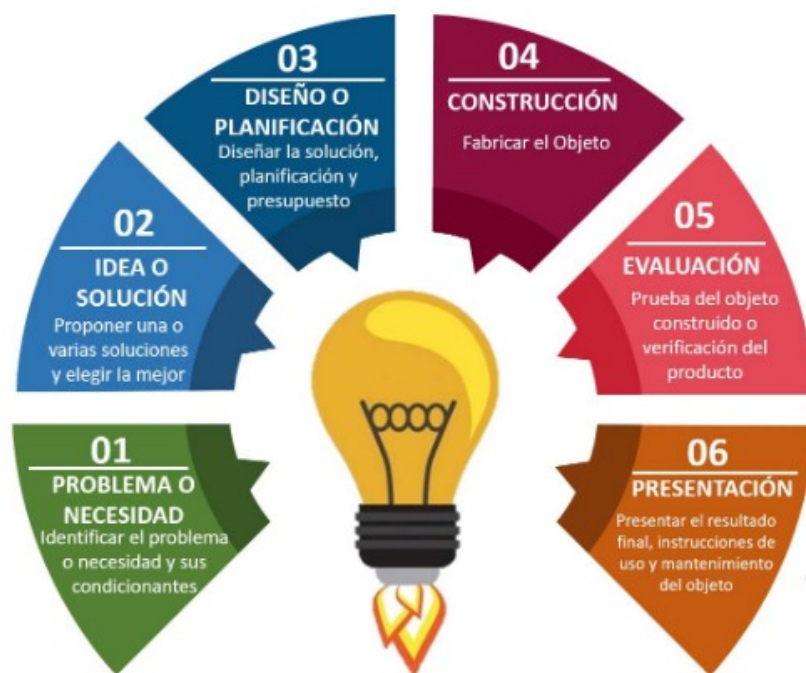 01
PROBLEMA O
NECESIDAD
Identificar el problema
o necesidad y sus
condicionantes
02
IDEA O
SOLUCIÓN
Proponer una o
varias soluciones
y elegir la mejor
03
DISEÑO O
PLANIFICACIÓN
Diseñar la solución,
planificación y
presupuesto
04
CONSTRUCCIÓN
Fabricar el Objeto
05
EVALUACIÓN
Prueba del objeto
construido o
verificación del
producto
06
PRESENTACIÓN
Presentar el resultado
final, instrucciones de
uso y mantenimiento
del objeto